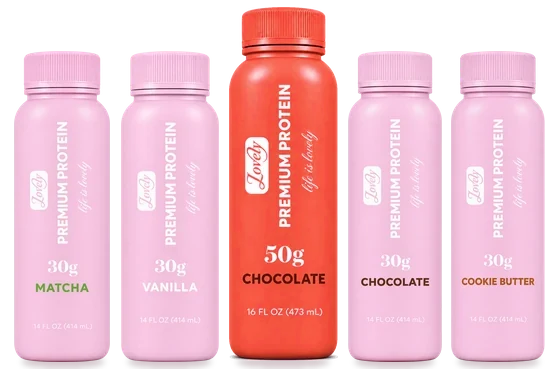 Lovely
PREMIUM PROTEIN
life is lovely
30g
MATCHA
14 FL OZ (414 mL)
Lovely
PREMIUM PROTEIN
life is lovely
30g
VANILLA
14 FL OZ (414 mL)
Lovely
PREMIUM PROTEIN
life is lovely
50g
CHOCOLATE
16 FL OZ (473 mL)
Lovely
PREMIUM PROTEIN
life is lovely
30g
CHOCOLATE
14 FL OZ (414 mL)
Lovely
PREMIUM PROTEIN
life is lovely
30g
COOKIE BUTTER
14 FL OZ (414 mL)